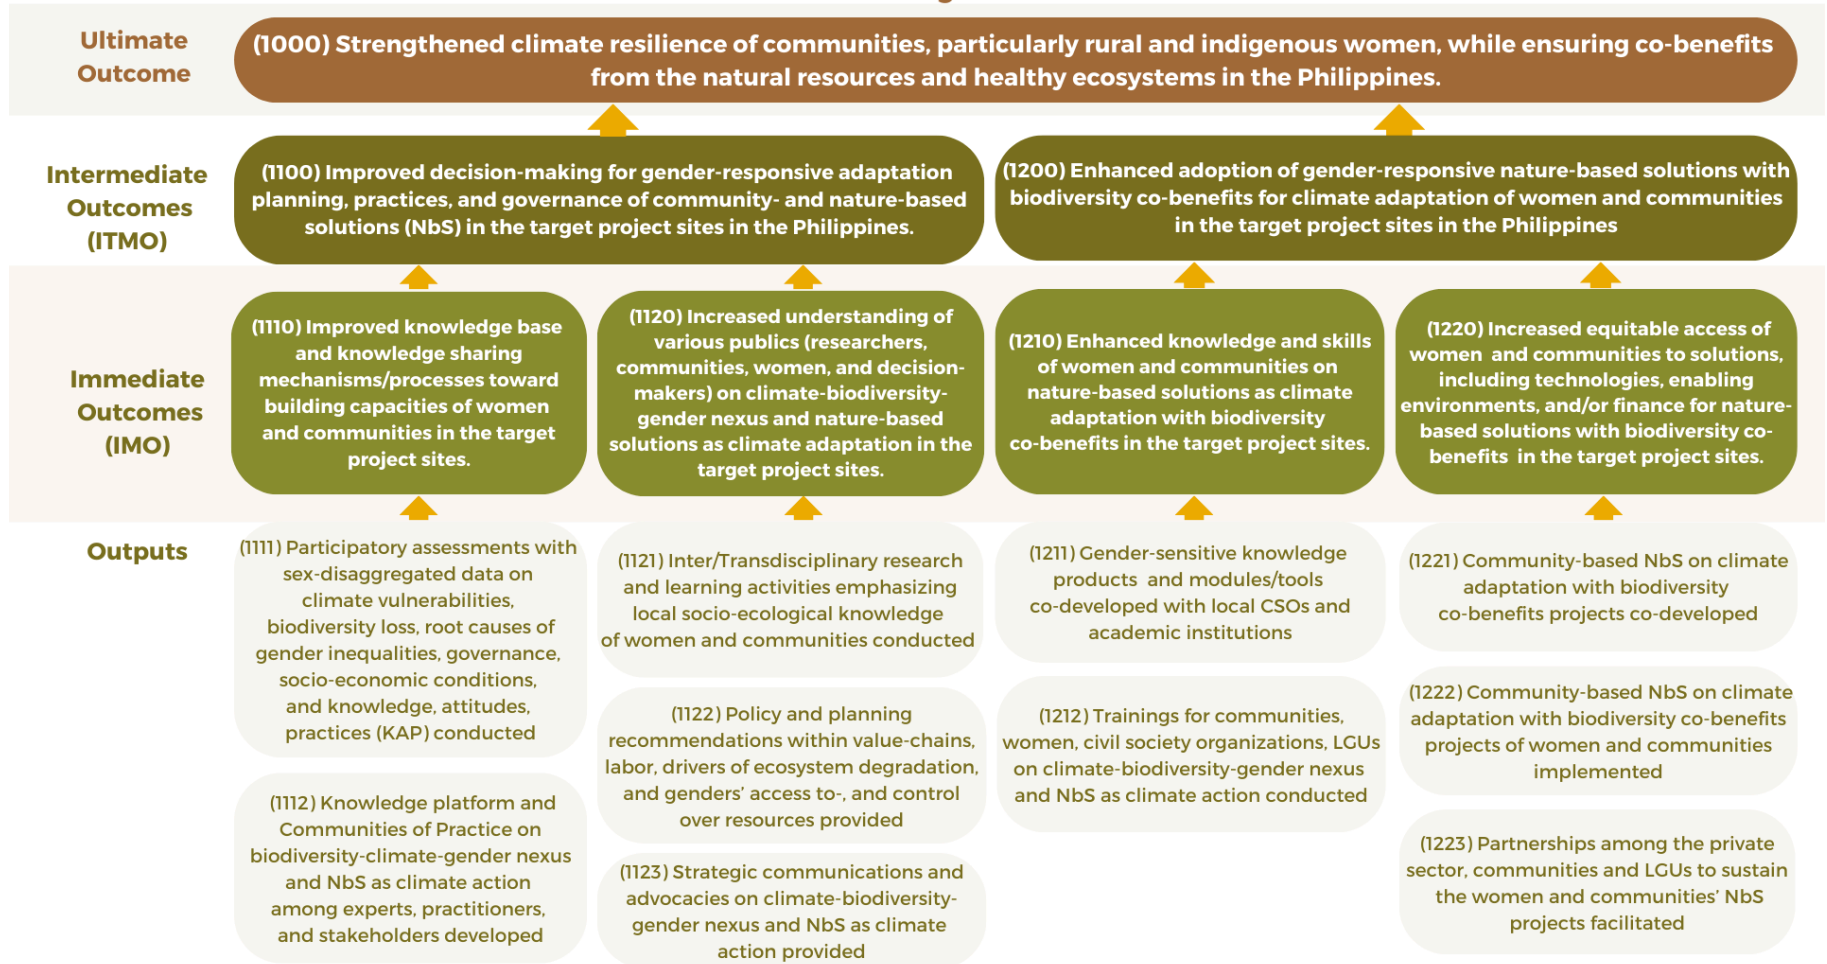 Ultimate
Outcome
(1000) Strengthened climate resilience of communities, particularly rural and indigenous women, while ensuring co-benefits
from the natural resources and healthy ecosystems in the Philippines.
Intermediate
Outcomes
(ITMO)
(1100) Improved decision-making for gender-responsive adaptation
planning, practices, and governance of community- and nature-based
solutions (NbS) in the target project sites in the Philippines.
(1200) Enhanced adoption of gender-responsive nature-based solutions with
biodiversity co-benefits for climate adaptation of women and communities
in the target project sites in the Philippines
Immediate
Outcomes
(IMO)
(1110) Improved knowledge base
and knowledge sharing
mechanisms/processes toward
building capacities of women
and communities in the target
project sites.
(1120) Increased understanding of
various publics (researchers,
communities, women, and decision-
makers) on climate-biodiversity-
gender nexus and nature-based
solutions as climate adaptation in the
target project sites.
(1210) Enhanced knowledge and skills
of women and communities on
nature-based solutions as climate
adaptation with biodiversity
co-benefits in the target project sites.
(1220) Increased equitable access of
women and communities to solutions,
including technologies, enabling
environments, and/or finance for nature-
based solutions with biodiversity co-
benefits in the target project sites.
Outputs
(1111) Participatory assessments with
sex-disaggregated data on
climate vulnerabilities,
biodiversity loss, root causes of
gender inequalities, governance,
socio-economic conditions,
and knowledge, attitudes,
practices (KAP) conducted
(1112) Knowledge platform and
Communities of Practice on
biodiversity-climate-gender nexus
and NbS as climate action
among experts, practitioners,
and stakeholders developed
(1121) Inter/Transdisciplinary research
and learning activities emphasizing
local socio-ecological knowledge
of women and communities conducted
(1122) Policy and planning
recommendations within value-chains,
labor, drivers of ecosystem degradation,
and genders' access to-, and control
over resources provided
(1123) Strategic communications and
advocacies on climate-biodiversity-
gender nexus and NbS as climate
action provided
(1211) Gender-sensitive knowledge
products and modules/tools
co-developed with local CSOs and
academic institutions
(1212) Trainings for communities,
women, civil society organizations, LGUs
on climate-biodiversity-gender nexus
and NbS as climate action conducted
(1221) Community-based NbS on climate
adaptation with biodiversity
co-benefits projects co-developed
(1222) Community-based NbS on climate
adaptation with biodiversity co-benefits
projects of women and communities
implemented
(1223) Partnerships among the private
sector, communities and LGUs to sustain
the women and communities' NbS
projects facilitated